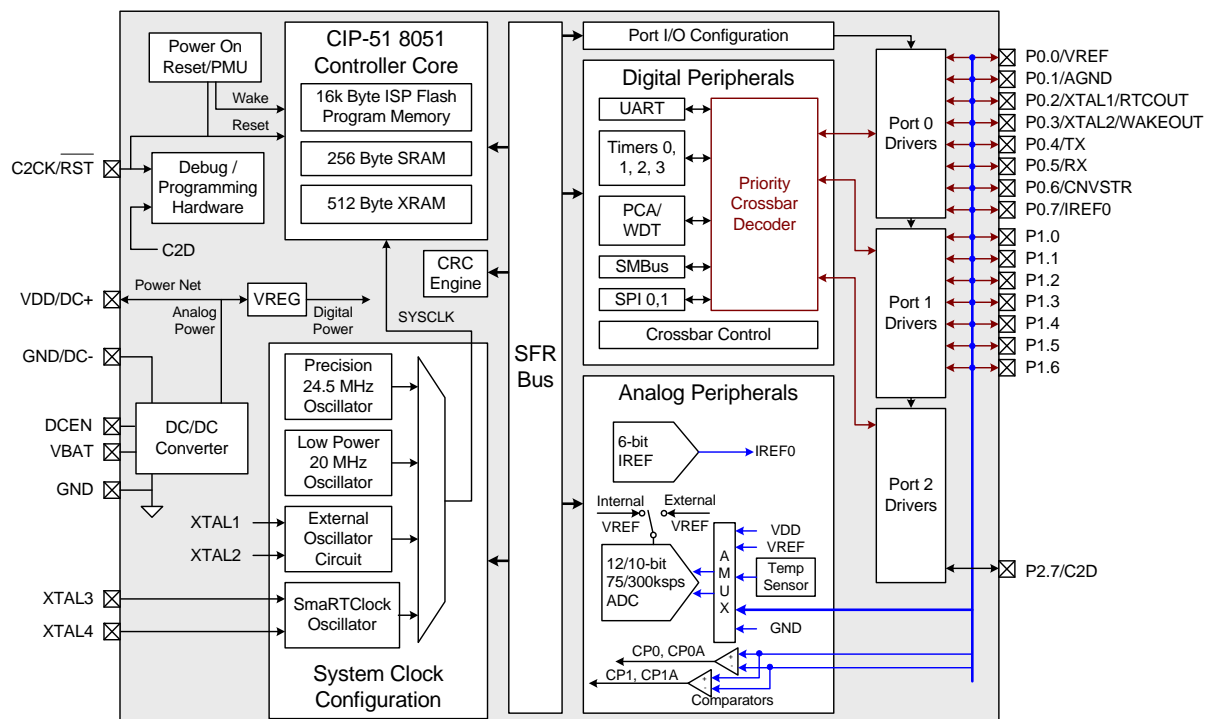 Power On
Reset/PMU
Wake
Reset
C2CK/RST
Debug /
Programming
Hardware
C2D
CIP-51 8051
Controller Core
16k Byte ISP Flash
Program Memory
256 Byte SRAM
512 Byte XRAM
CRC
Engine
VDD/DC+
Power Net
VREG
Analog
Power
Digital
Power
SYSCLK
GND/DC-
DCEN
VBAT
GND
DC/DC
Converter
Precision
24.5 MHz
Oscillator
Low Power
20 MHz
Oscillator
XTAL1
XTAL2
External
Oscillator
Circuit
XTAL3
XTAL4
SmaRTClock
Oscillator
System Clock
Configuration
SFR
Bus
Port I/O Configuration
Digital Peripherals
UART
Timers 0,
1, 2, 3
PCA/
WDT
SMBus
SPI 0,1
Priority
Crossbar
Decoder
Crossbar Control
Analog Peripherals
6-bit
IREF
IREF0
Internal
VREF
External
VREF
12/10-bit
75/300ksps
ADC
A
M
U
X
VDD
VREF
Temp
Sensor
GND
CP0, CP0A
+
-
CP1, CP1A
+
-
Comparators
Port 0
Drivers
Port 1
Drivers
Port 2
Drivers
P0.0/VREF
P0.1/AGND
P0.2/XTAL1/RTCOUT
P0.3/XTAL2/WAKEOUT
P0.4/TX
P0.5/RX
P0.6/CNVSTR
P0.7/IREF0
P1.0
P1.1
P1.2
P1.3
P1.4
P1.5
P1.6
P2.7/C2D